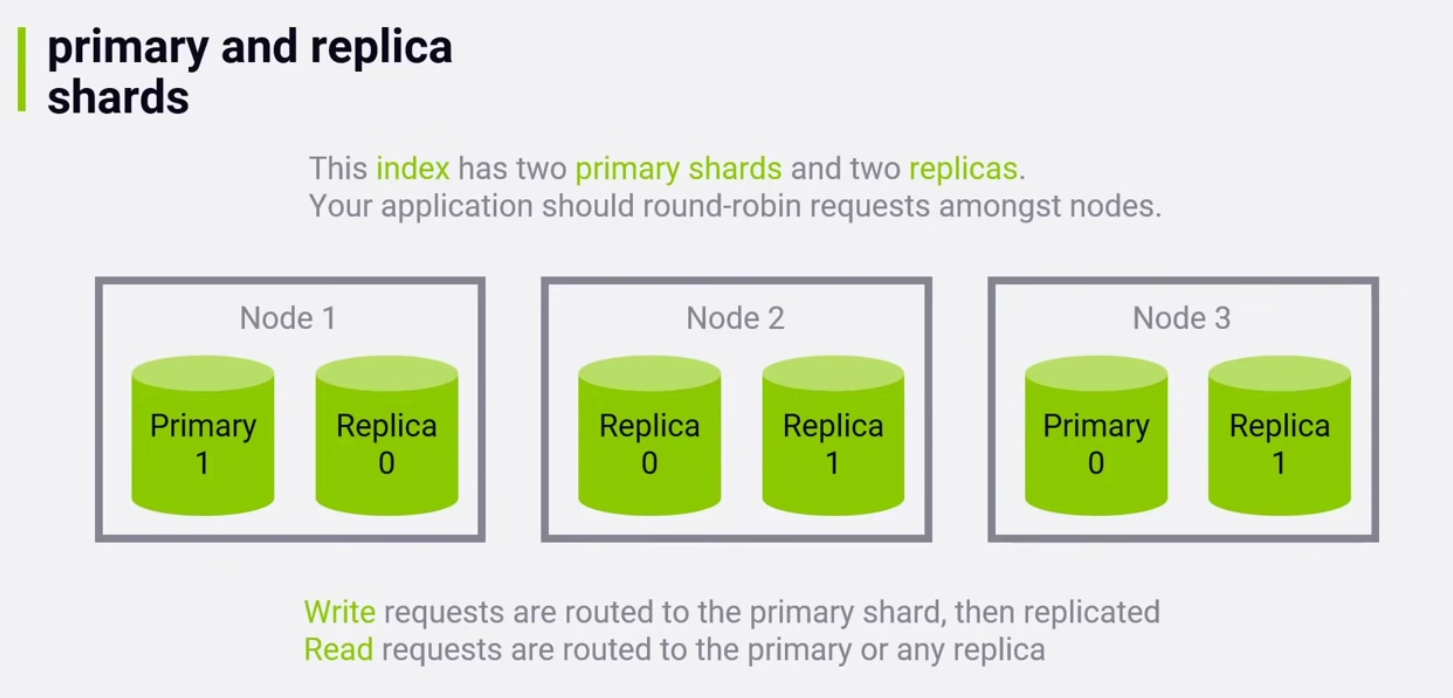 primary and replica
shards
This index has two primary shards and two replicas.
Your application should round-robin requests amongst nodes.
Node 1
Primary
1
Replica
0
Node 2
Replica
0
Replica
1
Node 3
Primary
0
Replica
1
Write requests are routed to the primary shard, then replicated
Read requests are routed to the primary or any replica